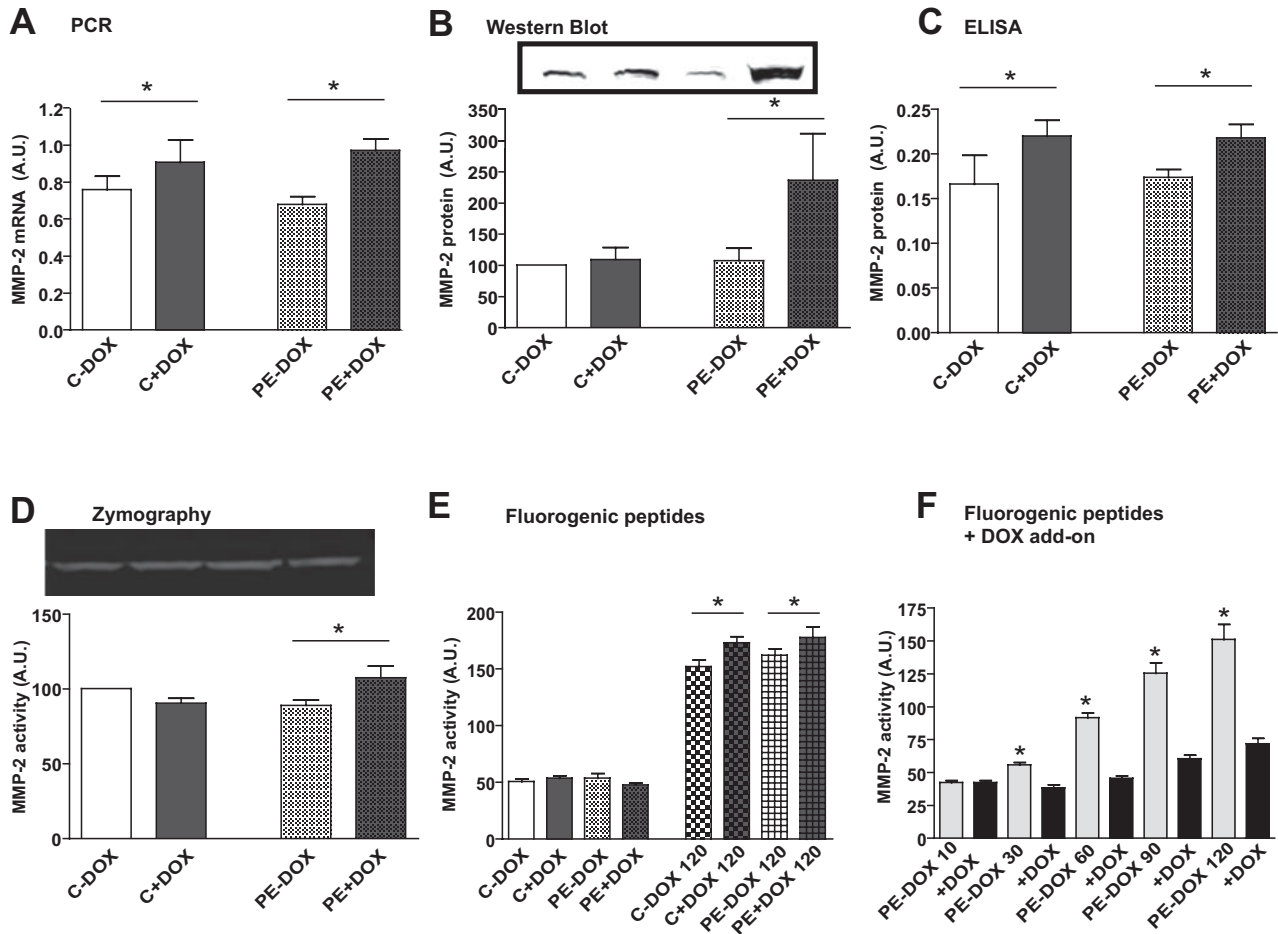 A PCR
*
*
MMP-2 mRNA (A.U.)
1.2
1.0
0.8
0.6
0.4
0.2
0.0
C-DOX
C+DOX
PE-DOX
PE+DOX
B Western Blot
*
MMP-2 protein (A.U.)
350
300
250
200
150
100
50
0
C-DOX
C+DOX
PE-DOX
PE+DOX
C ELISA
*
*
MMP-2 protein (A.U.)
0.25
0.20
0.15
0.10
0.05
0.00
C-DOX
C+DOX
PE-DOX
PE+DOX
D Zymography
*
MMP-2 activity (A.U.)
150
100
50
0
C-DOX
C+DOX
PE-DOX
PE+DOX
E Fluorogenic peptides
*
*
MMP-2 activity (A.U.)
200
150
100
50
0
C-DOX
C+DOX
PE-DOX
PE+DOX
C-DOX 120
C+DOX 120
PE-DOX 120
PE+DOX 120
F Fluorogenic peptides
+ DOX add-on
*
*
*
*
MMP-2 activity (A.U.)
175
150
125
100
75
50
25
0
PE-DOX 10
+DOX
PE-DOX 30
+DOX
PE-DOX 60
+DOX
PE-DOX 90
+DOX
PE-DOX 120
+DOX